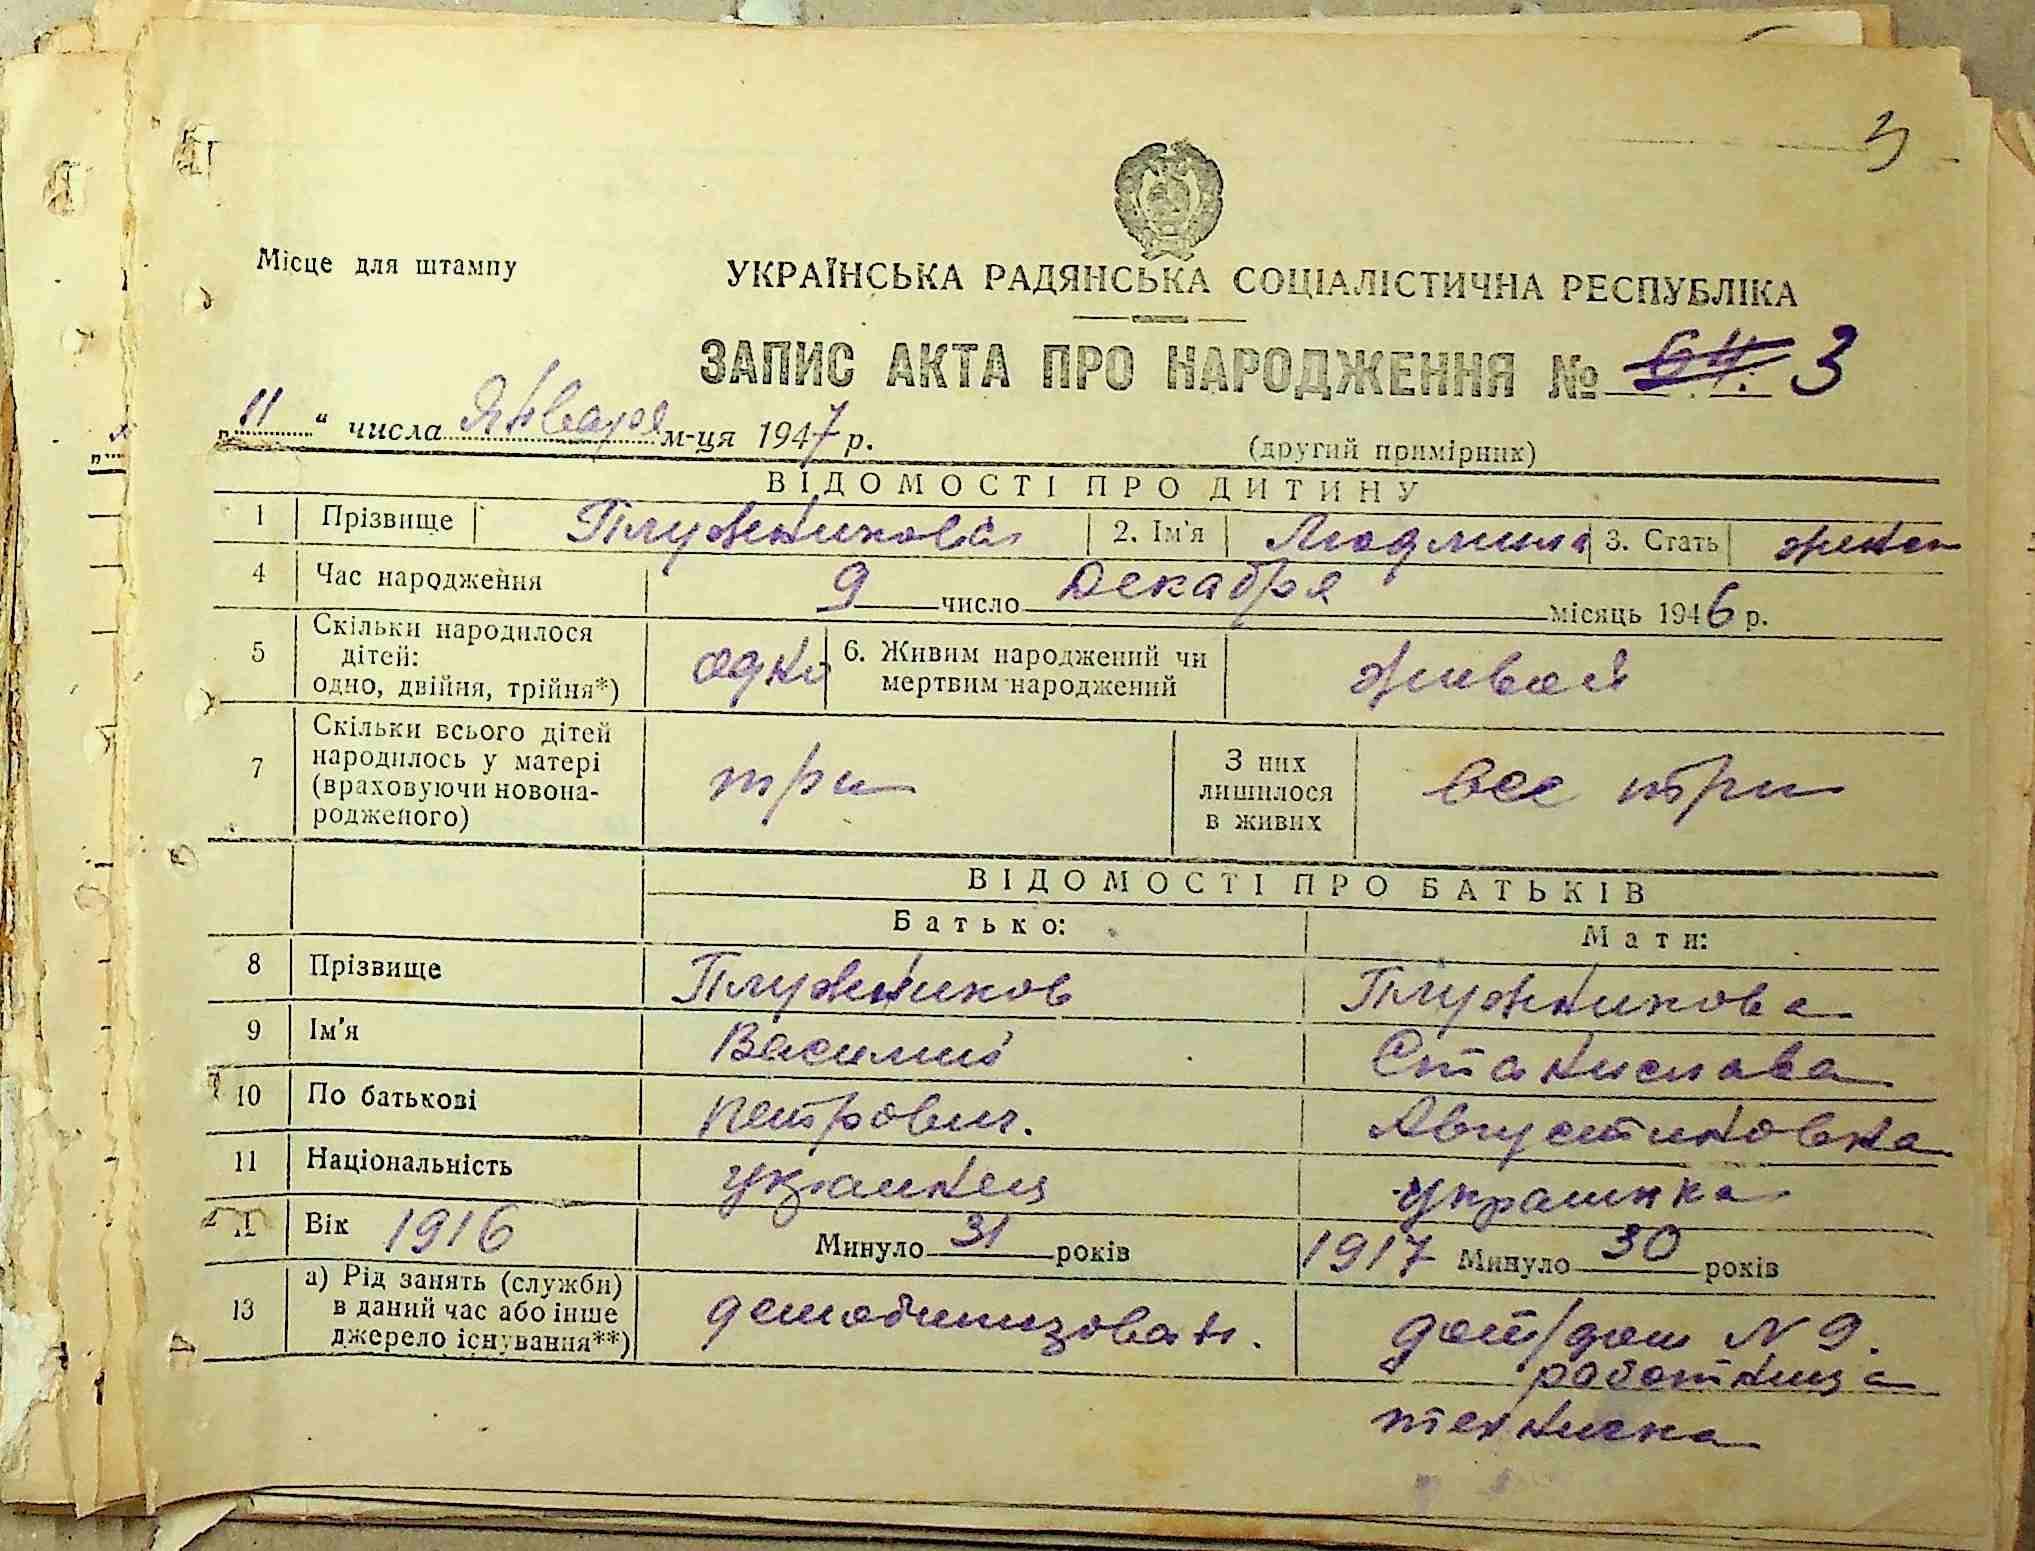 3
Місце для штампу
УКРАЇНСЬКА РАДЯНСЬКА СОЦІАЛІСТИЧНА РЕСПУБЛІКА
ЗАПИС АКТА ПРО НАРОДЖЕННЯ № 64. 3
„11“ числа Января м-ця 1947 р.
(другий примірник)
ВІДОМОСТІ ПРО ДИТИНУ
1 Прізвище Плужникова 2. Ім'я Людмила 3. Стать женск
4 Час народження 9 число Декабря місяць 1946 р.
5 Скільки народилося дітей: одно, двійня, трійня*) одно 6. Живим народжений чи мертвим народжений живой
7 Скільки всього дітей народилось у матері (враховуючи новонародженого) три З них лишилося в живих все три
ВІДОМОСТІ ПРО БАТЬКІВ
Батько: Мати:
8 Прізвище Плужников Плужникова
9 Ім'я Василий Станислава
10 По батькові Петрович. Августиновна
11 Національність украинец украинка
Вік 1916 Минуло 31 років 1917 Минуло 30 років
13 а) Рід занять (служби) в даний час або інше джерело існування**) демобилизован. дет/дом N 9.
работница
техничка